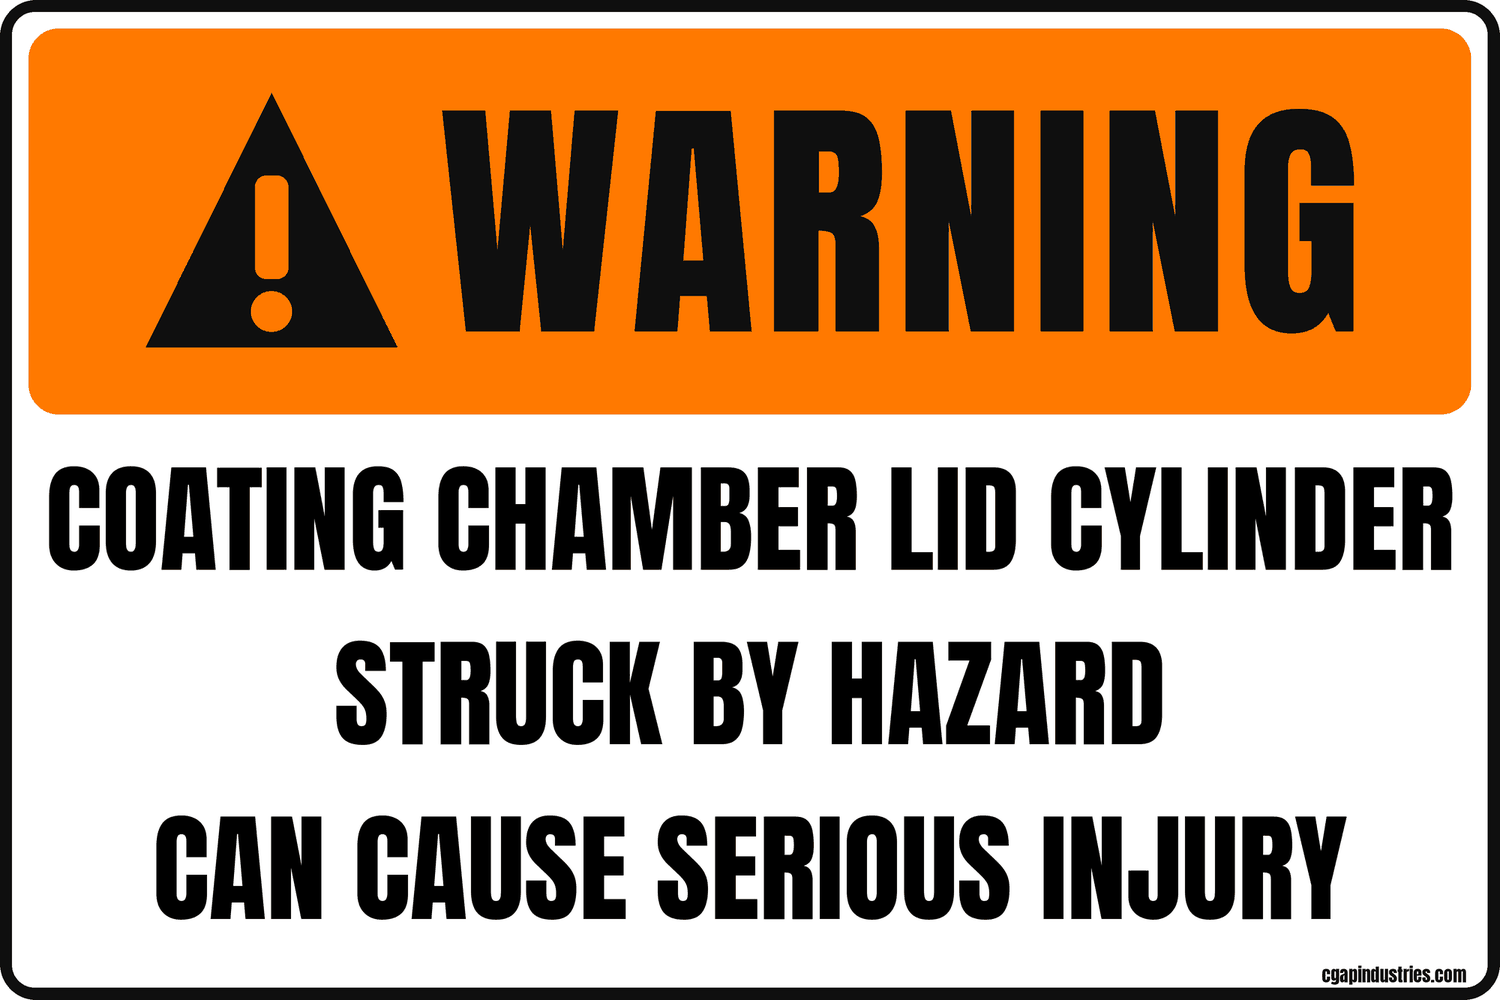 WARNING
COATING CHAMBER LID CYLINDER
STRUCK BY HAZARD
CAN CAUSE SERIOUS INJURY
cgapindustries.com